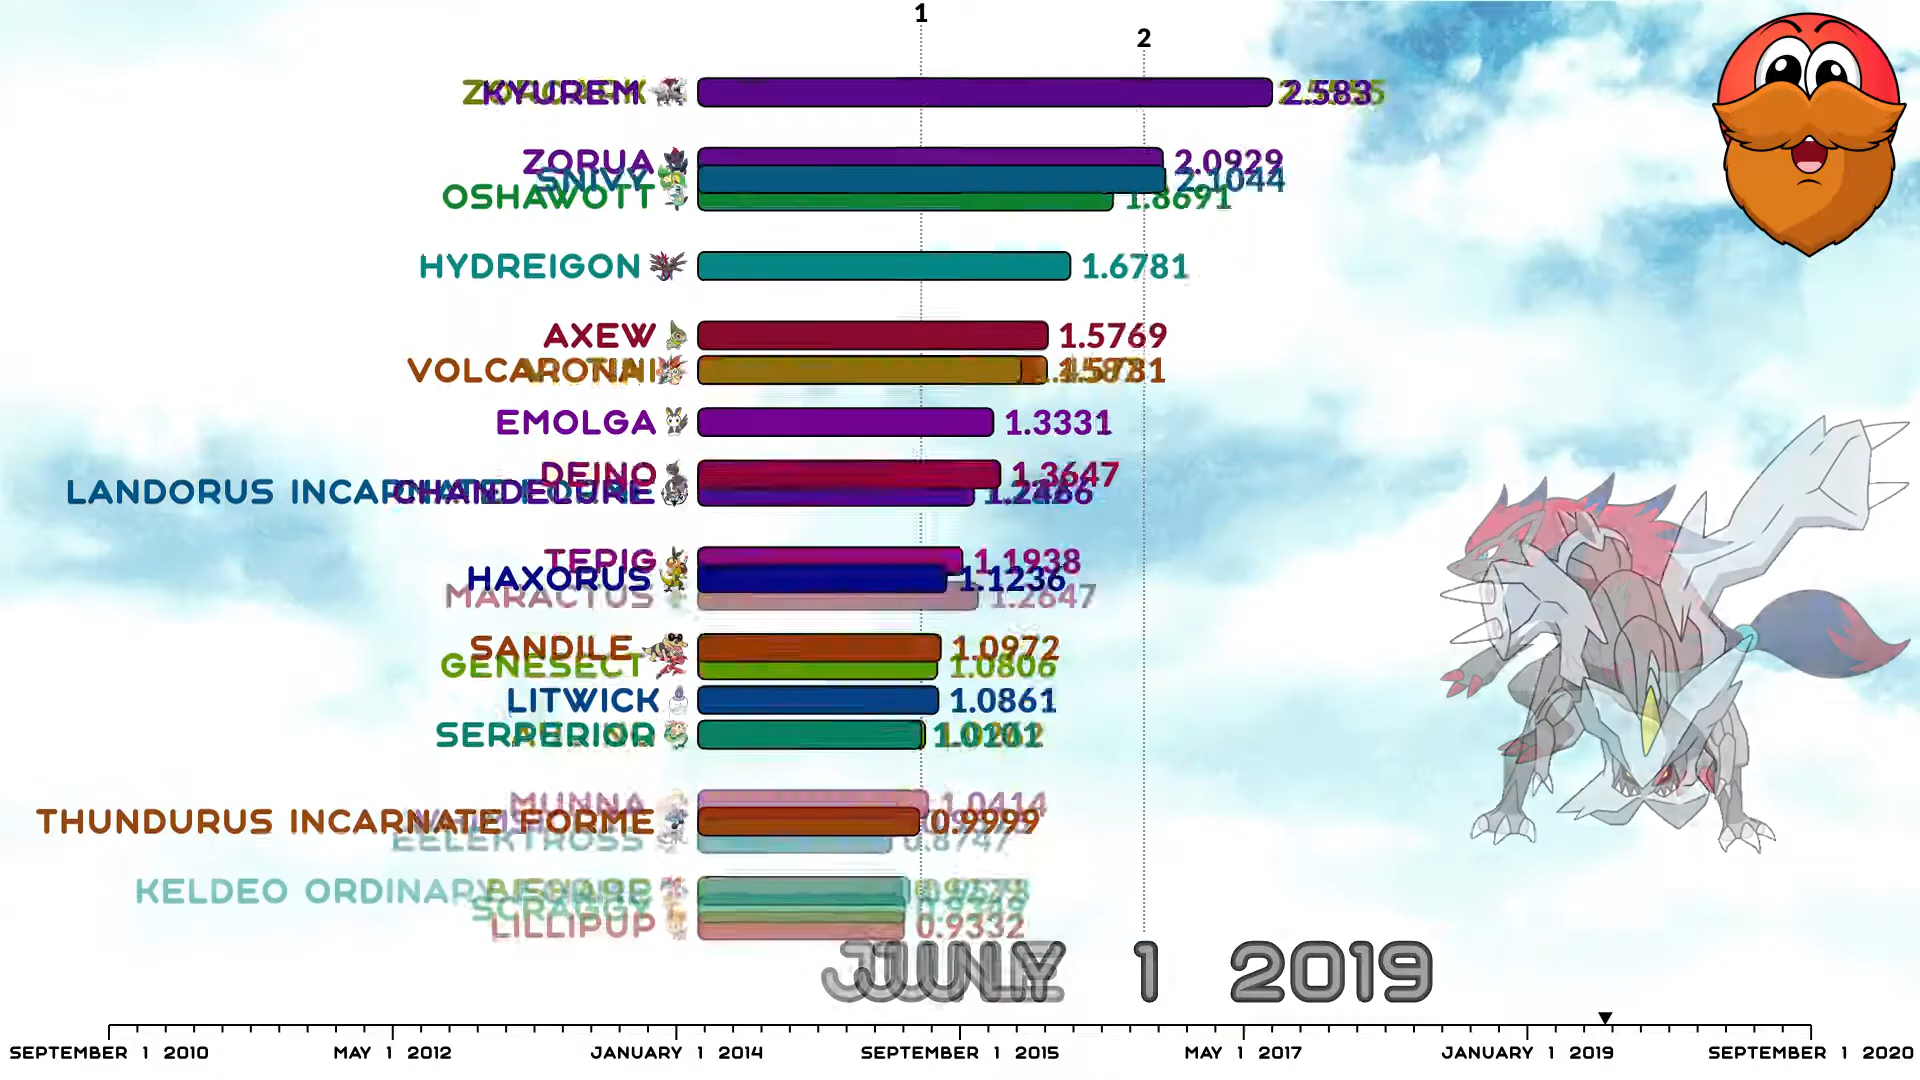 1
2
KYUREM 2.583
ZORUA 2.0929
SNIVY 2.1044
OSHAWOTT 1.8691
HYDREIGON 1.6781
AXEW 1.5769
EMOLGA 1.3331
DEINO 1.3647
CHANDELURE
TEPIG 1.1938
HAXORUS 1.1236
MARACTUS 1.2647
SANDILE 1.0972
GENESECT 1.0806
LITWICK 1.0861
SERPERIOR
MUNNA 1.0414
THUNDURUS INCARNATE FORME 0.9999
EELEKTROSS 0.8747
SCRAGGY
LILLIPUP 0.9332
1 2019
SEPTEMBER 1 2010 MAY 1 2012 JANUARY 1 2014 SEPTEMBER 1 2015 MAY 1 2017 JANUARY 1 2019 SEPTEMBER 1 2020